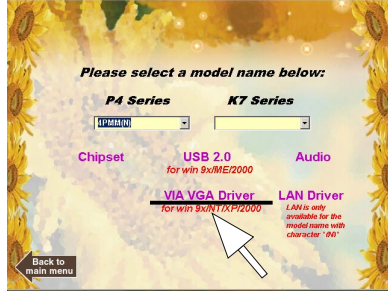 Please select a model name below:
P4 Series K7 Series
4PMM(N)
Chipset USB 2.0 Audio
for win 9x/ME/2000
VIA VGA Driver LAN Driver
for win 9x/NT/XP/2000
LAN is only
available for the
model name with
character "(N)"
Back to
main menu